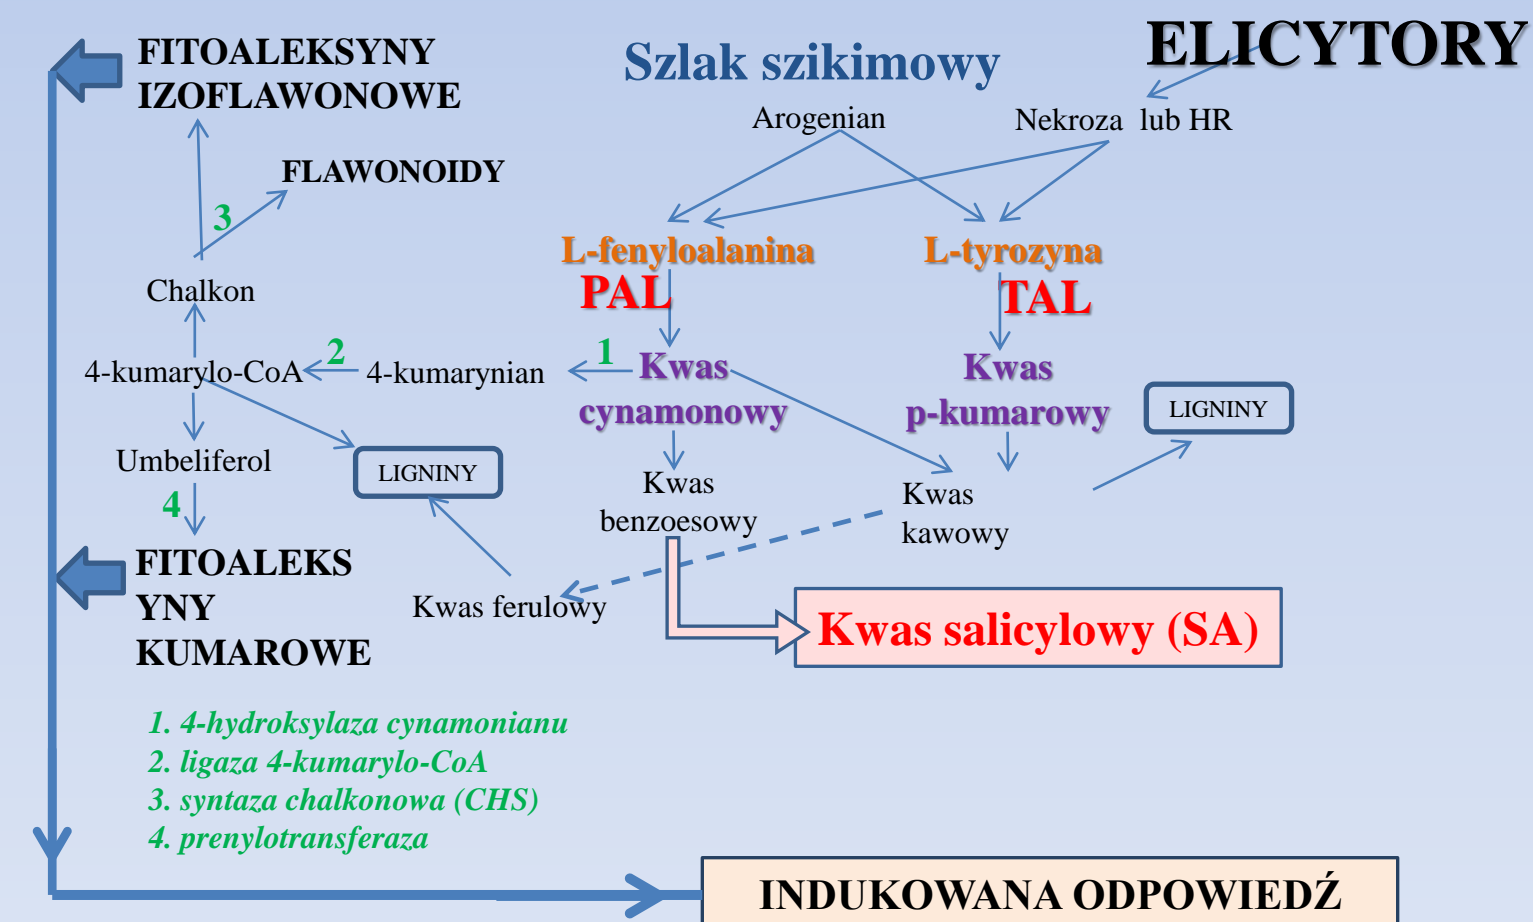 ELICYTORY
FITOALEKSYNY
IZOFLAWONOWE
Szlak szikimowy
Arogenian
Nekroza lub HR
FLAWONOIDY
3
L-fenyloalanina
L-tyrozyna
PAL
TAL
Chalkon
4-kumarylo-CoA
2
4-kumarynian
1
Kwas
cynamonowy
Kwas
p-kumarowy
LIGNINY
Umbeliferol
LIGNINY
Kwas
benzoesowy
Kwas
kawowy
4
FITOALEKS
YNY
KUMAROWE
Kwas ferulowy
Kwas salicylowy (SA)
1. 4-hydroksylaza cynamonianu
2. ligaza 4-kumarylo-CoA
3. syntaza chalkonowa (CHS)
4. prenylotransferaza
INDUKOWANA ODPOWIEDŹ